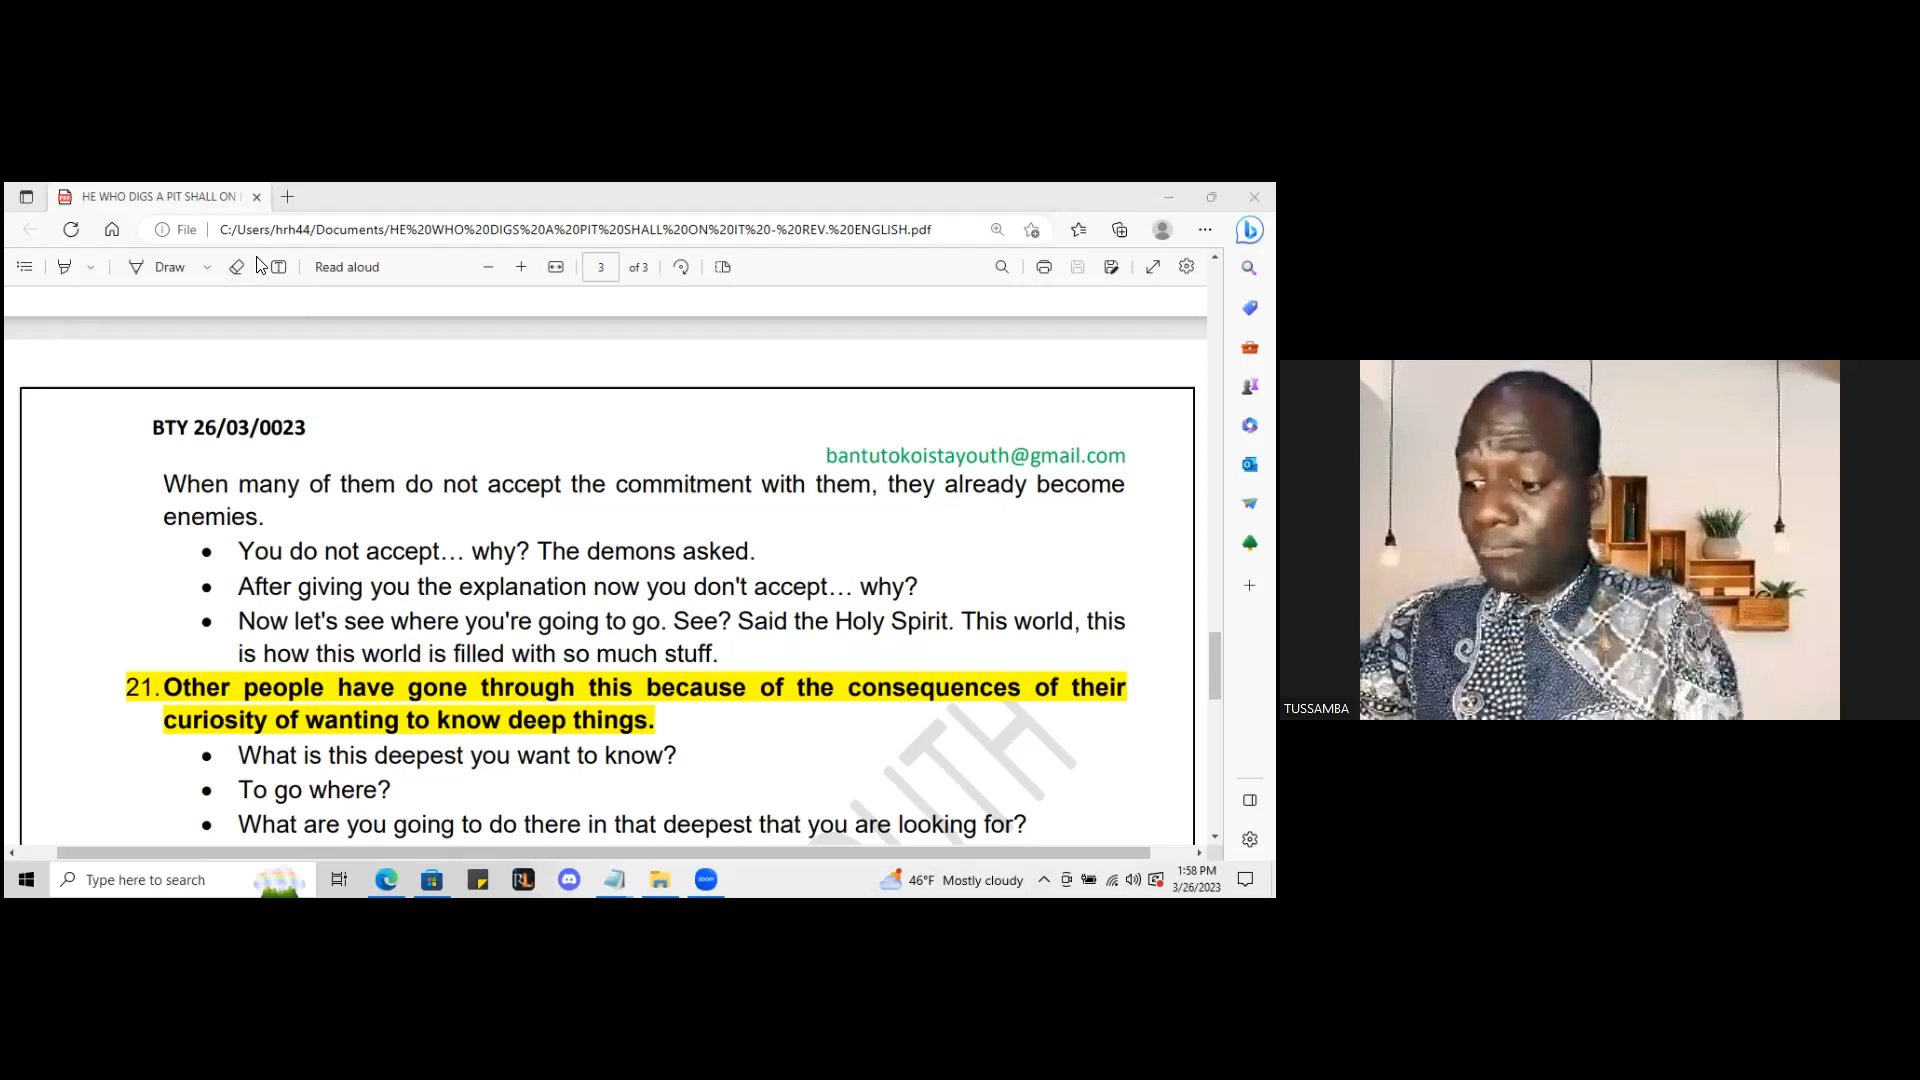 HE WHO DIGS A PIT SHALL ON
File
C:/Users/hrh44/Documents/HE%20WHO%20DIGS%20A%20PIT%20SHALL%20ON%20IT%20-%20REV.%20ENGLISH.pdf
Draw
Read aloud
3
of 3
BTY 26/03/0023
bantutokoistayouth@gmail.com
When many of them do not accept the commitment with them, they already become
enemies.
• You do not accept… why? The demons asked.
• After giving you the explanation now you don't accept… why?
• Now let's see where you're going to go. See? Said the Holy Spirit. This world, this
is how this world is filled with so much stuff.
21. Other people have gone through this because of the consequences of their
curiosity of wanting to know deep things.
• What is this deepest you want to know?
• To go where?
• What are you going to do there in that deepest that you are looking for?
UTH
TUSSAMBA
Type here to search
46°F Mostly cloudy
1:58 PM
3/26/2023